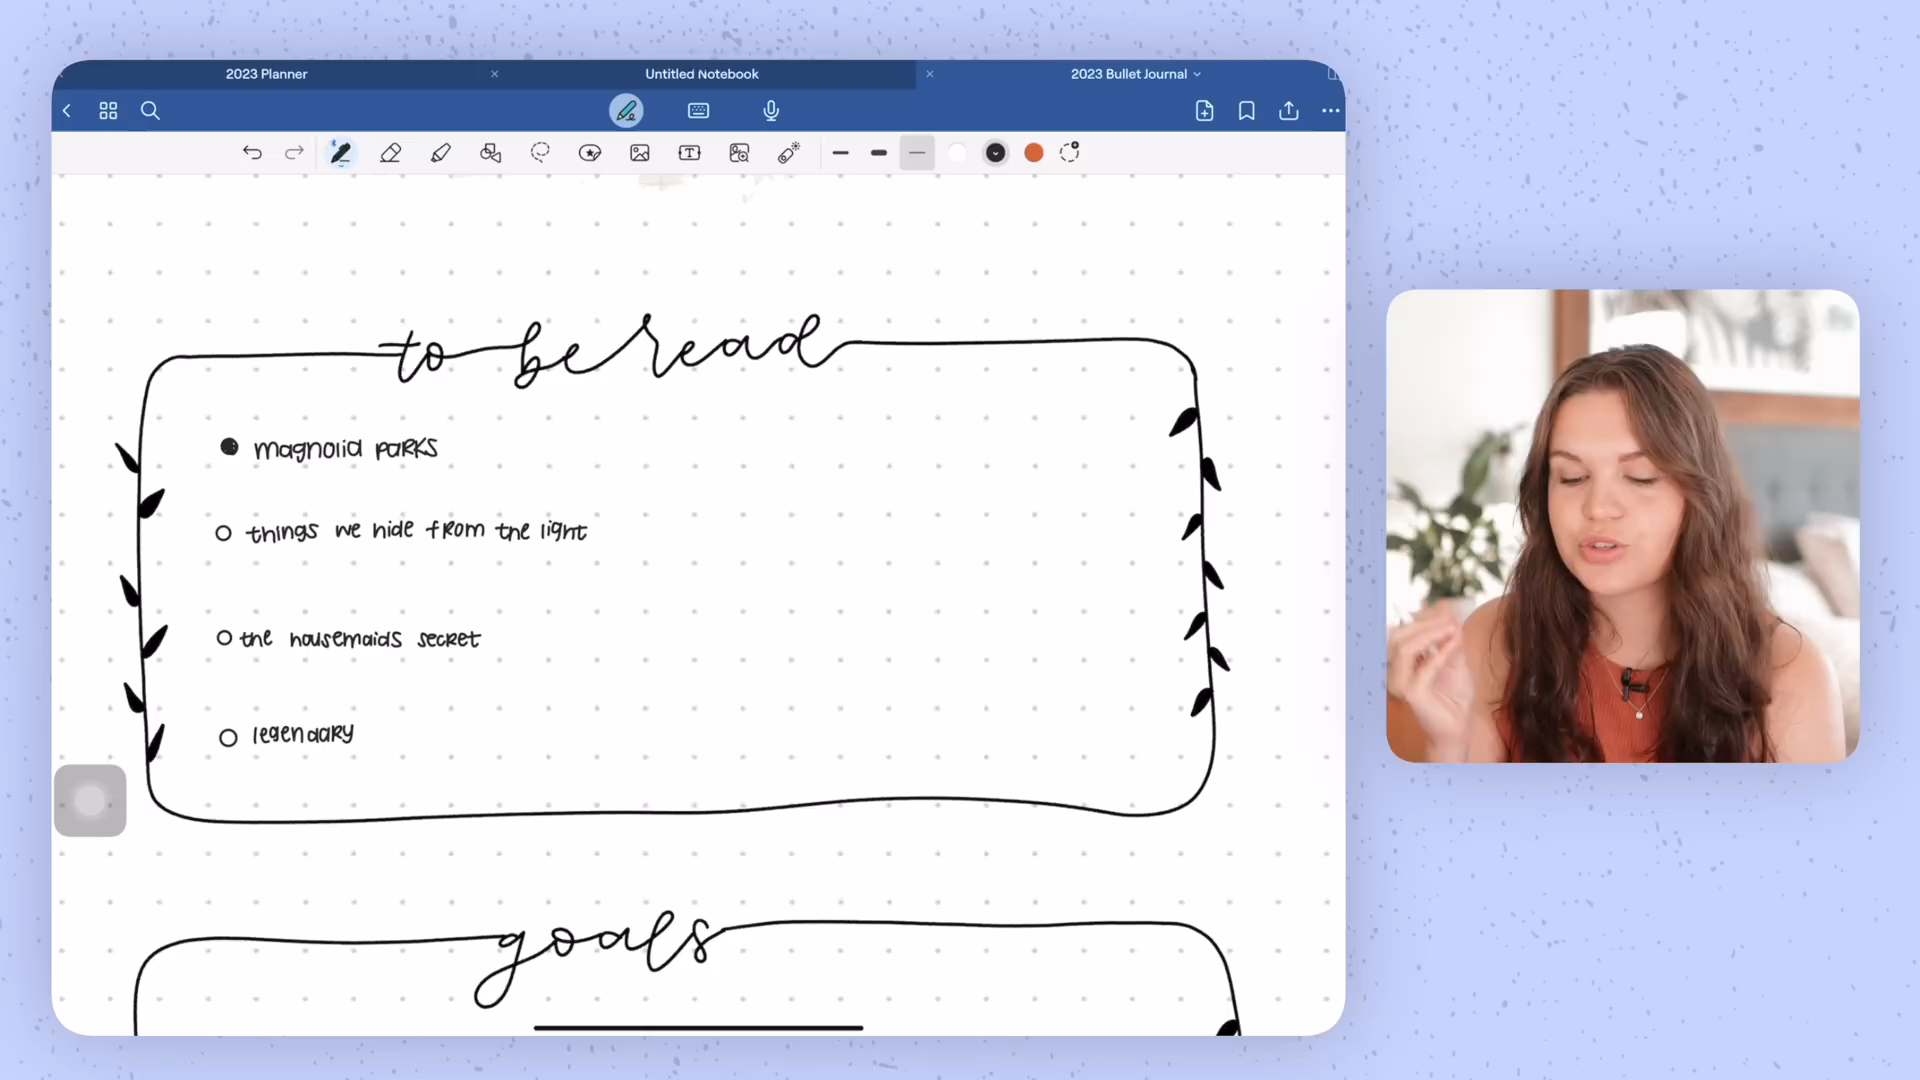 2023 Planner
Untitled Notebook
2023 Bullet Journal
to be read
magnolia parks
things we hide from the light
the housemaids secret
legendary
goals